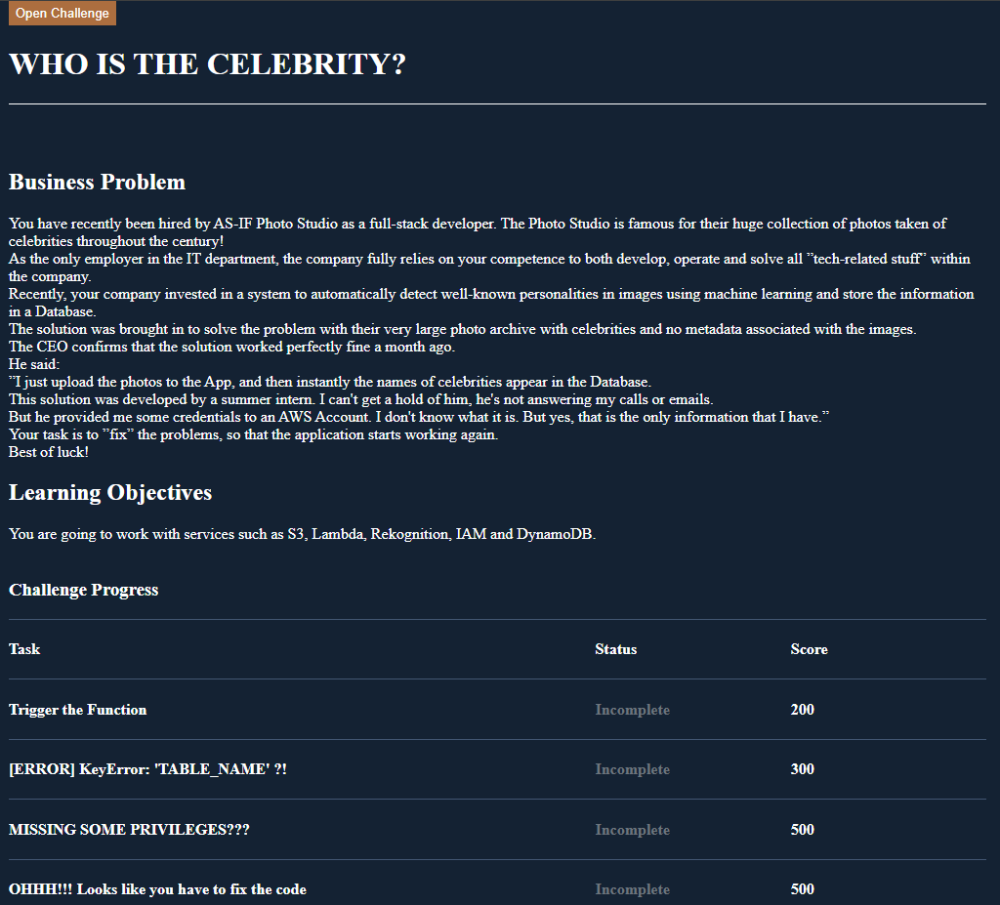 Open Challenge
WHO IS THE CELEBRITY?
Business Problem
You have recently been hired by AS-IF Photo Studio as a full-stack developer. The Photo Studio is famous for their huge collection of photos taken of
celebrities throughout the century!
As the only employer in the IT department, the company fully relies on your competence to both develop, operate and solve all ”tech-related stuff” within
the company.
Recently, your company invested in a system to automatically detect well-known personalities in images using machine learning and store the information
in a Database.
The solution was brought in to solve the problem with their very large photo archive with celebrities and no metadata associated with the images.
The CEO confirms that the solution worked perfectly fine a month ago.
He said:
”I just upload the photos to the App, and then instantly the names of celebrities appear in the Database.
This solution was developed by a summer intern. I can't get a hold of him, he's not answering my calls or emails.
But he provided me some credentials to an AWS Account. I don't know what it is. But yes, that is the only information that I have.”
Your task is to ”fix” the problems, so that the application starts working again.
Best of luck!
Learning Objectives
You are going to work with services such as S3, Lambda, Rekognition, IAM and DynamoDB.
Challenge Progress
Task Status Score
Trigger the Function Incomplete 200
[ERROR] KeyError: 'TABLE_NAME' ?! Incomplete 300
MISSING SOME PRIVILEGES??? Incomplete 500
OHHH!!! Looks like you have to fix the code Incomplete 500